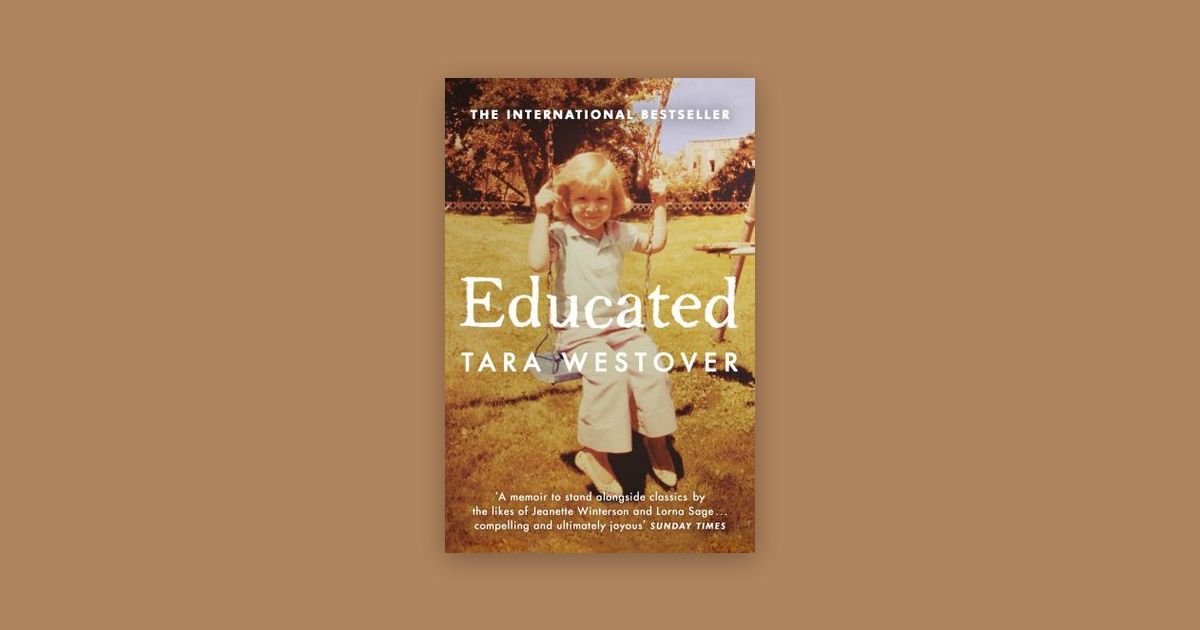 THE INTERNATIONAL BESTSELLER
Educated
TARA WESTOVER
'A memoir to stand alongside classics by
the likes of Jeanette Winterson and Lorna Sage...
compelling and ultimately joyous' SUNDAY TIMES